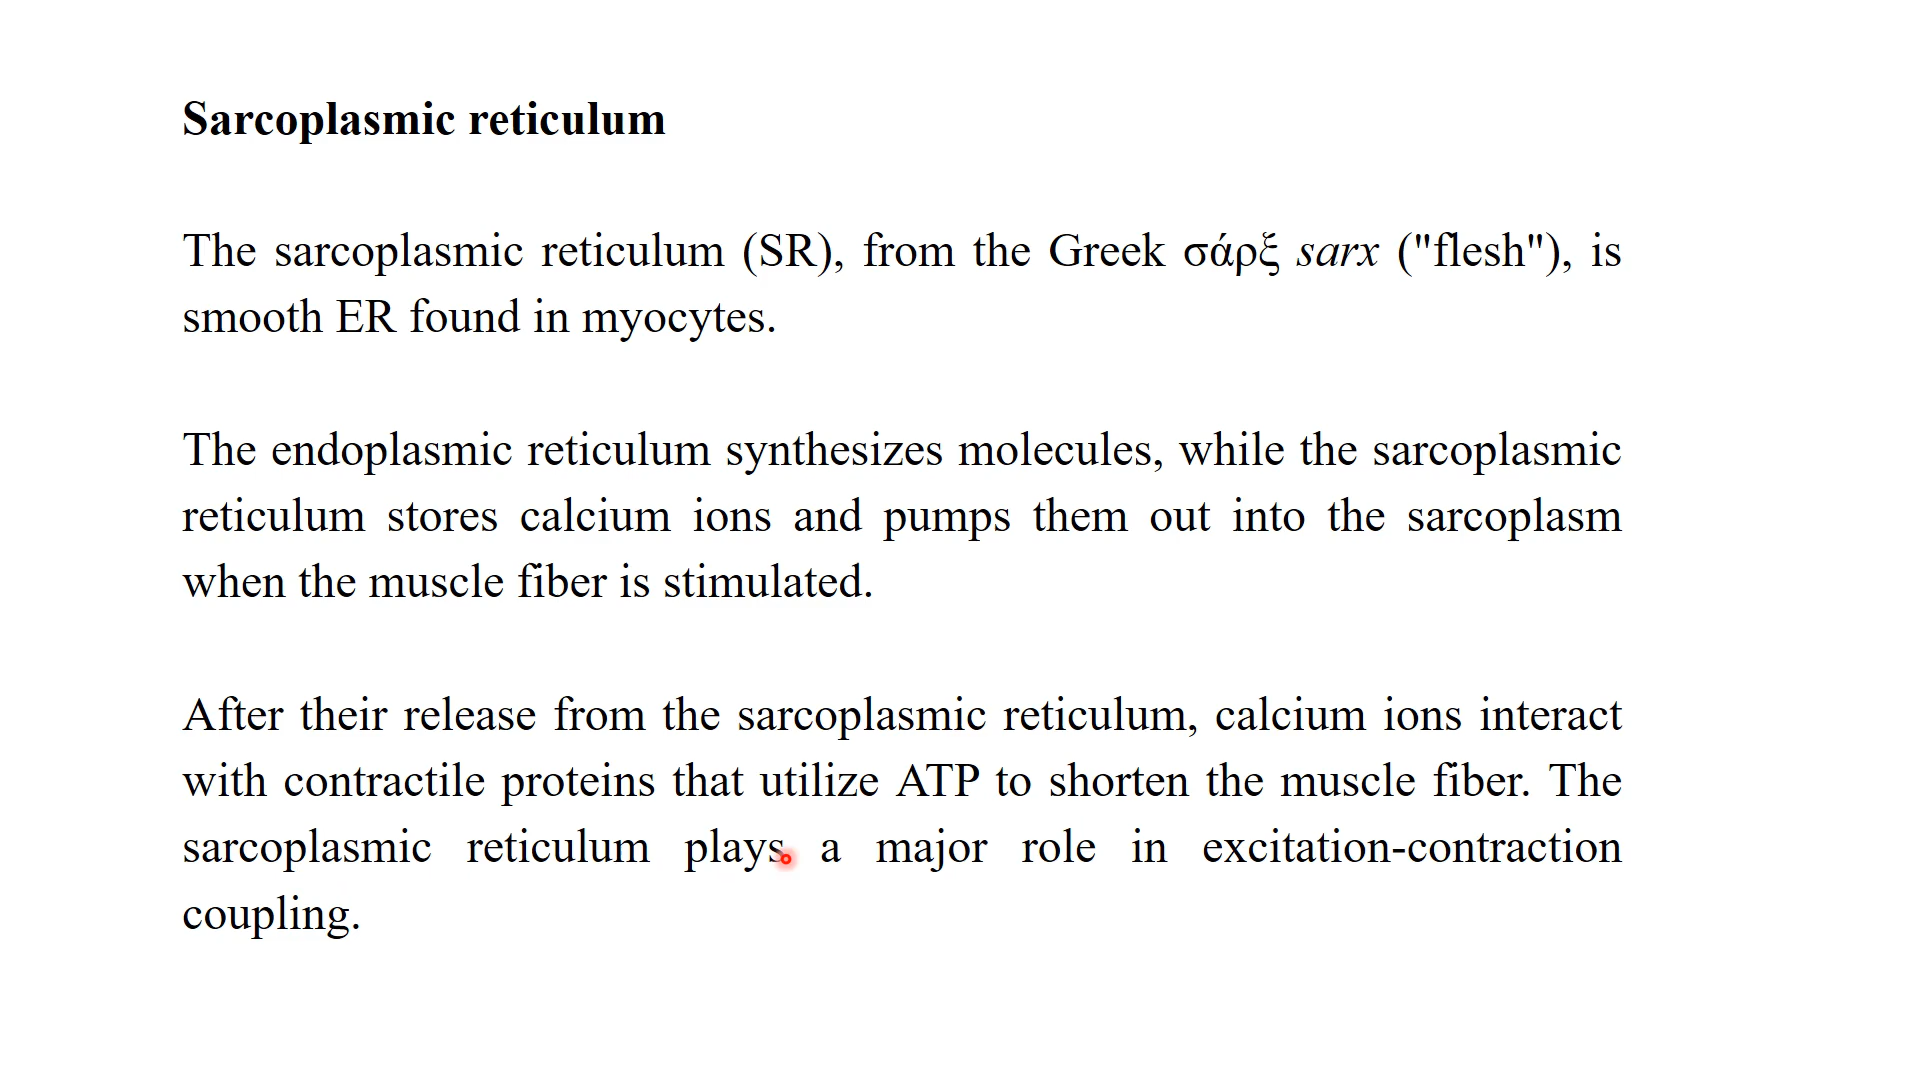 Sarcoplasmic reticulum
The sarcoplasmic reticulum (SR), from the Greek σάρξ sarx ("flesh"), is
smooth ER found in myocytes.
The endoplasmic reticulum synthesizes molecules, while the sarcoplasmic
reticulum stores calcium ions and pumps them out into the sarcoplasm
when the muscle fiber is stimulated.
After their release from the sarcoplasmic reticulum, calcium ions interact
with contractile proteins that utilize ATP to shorten the muscle fiber. The
sarcoplasmic reticulum plays a major role in excitation-contraction
coupling.